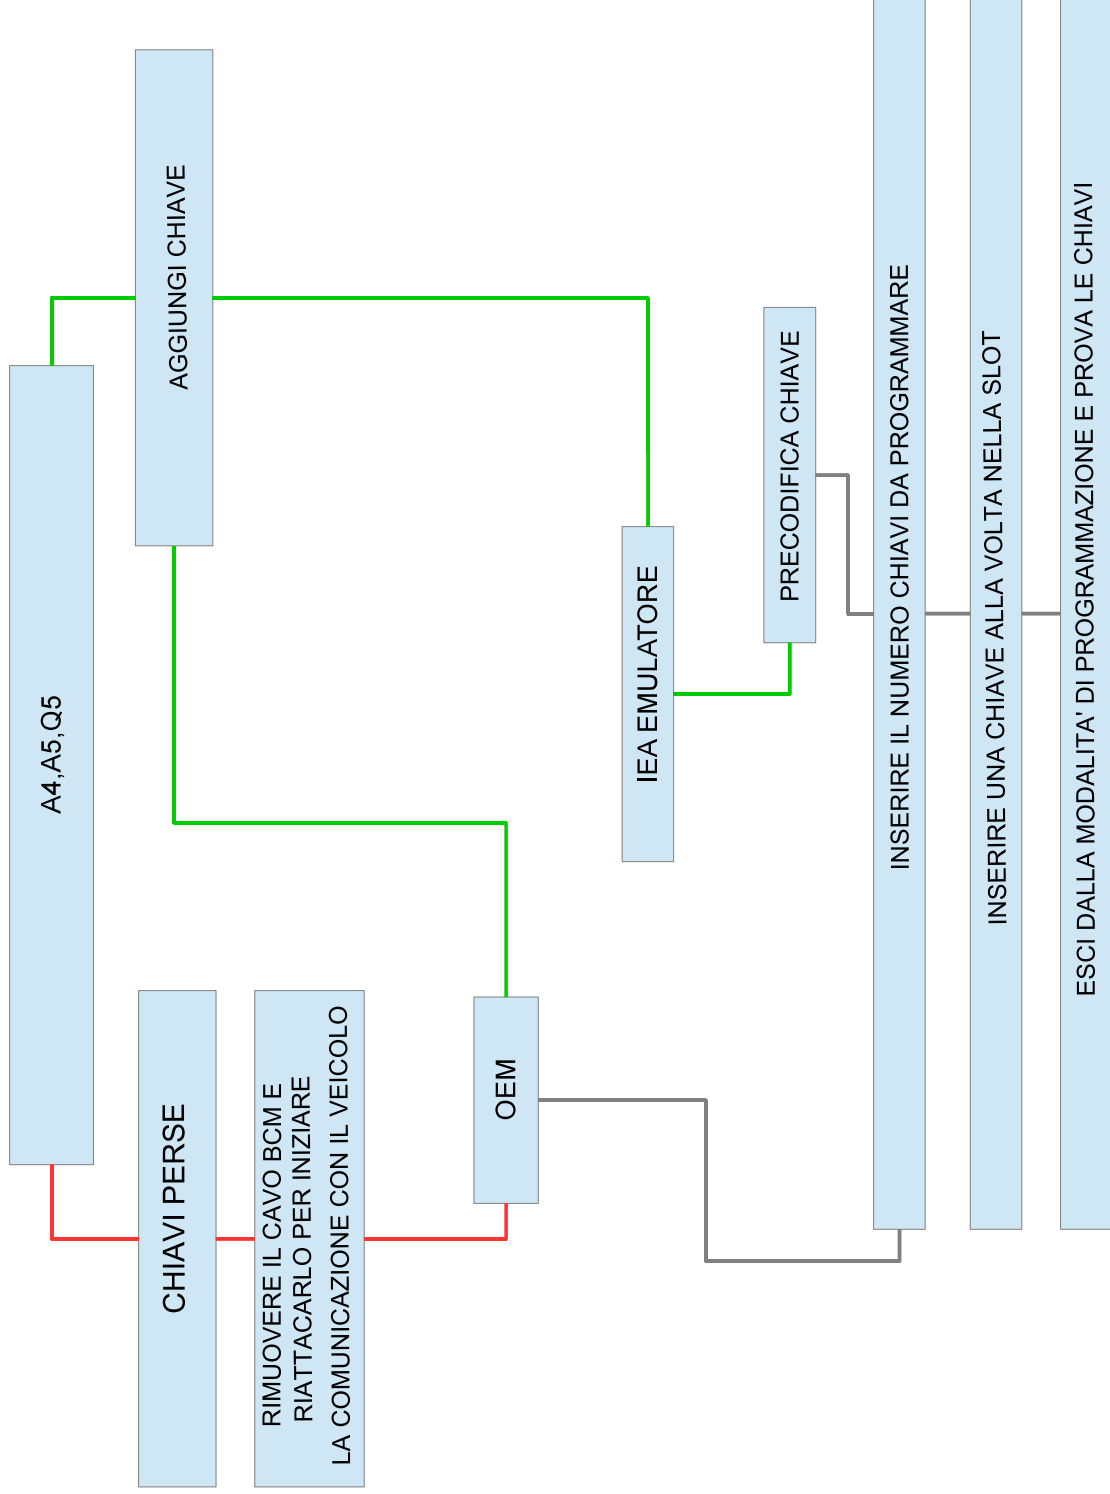 A4,A5,Q5
CHIAVI PERSE
AGGIUNGI CHIAVE
RIMUOVERE IL CAVO BCM E
RIATTACARLO PER INIZIARE
LA COMUNICAZIONE CON IL VEICOLO
OEM
IEA EMULATORE
PRECODIFICA CHIAVE
INSERIRE IL NUMERO CHIAVI DA PROGRAMMARE
INSERIRE UNA CHIAVE ALLA VOLTA NELLA SLOT
ESCI DALLA MODALITA' DI PROGRAMMAZIONE E PROVA LE CHIAVI